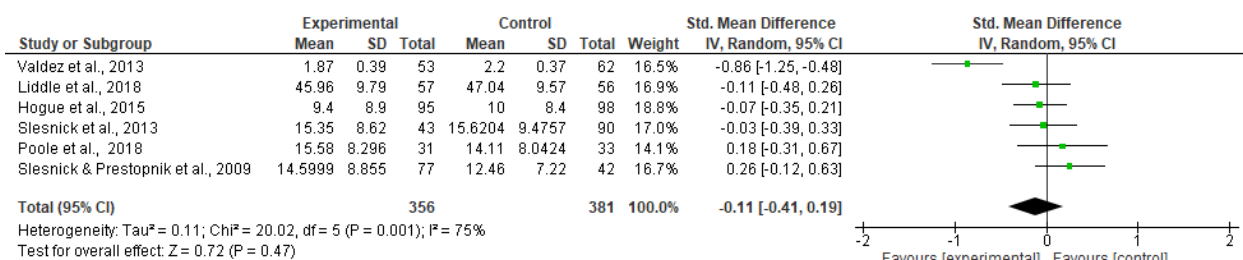 Experimental Control Std. Mean Difference Std. Mean Difference
Study or Subgroup Mean SD Total Mean SD Total Weight IV, Random, 95% CI IV, Random, 95% CI
Valdez et al., 2013 1.87 0.39 53 2.2 0.37 62 16.5% -0.86 [-1.25, -0.48]
Liddle et al., 2018 45.96 9.79 57 47.04 9.57 56 16.9% -0.11 [-0.48, 0.26]
Hogue et al., 2015 9.4 8.9 95 10 8.4 98 18.8% -0.07 [-0.35, 0.21]
Slesnick et al., 2013 15.35 8.62 43 15.6204 9.4757 90 17.0% -0.03 [-0.39, 0.33]
Poole et al., 2018 15.58 8.296 31 14.11 8.0424 33 14.1% 0.18 [-0.31, 0.67]
Slesnick & Prestopnik et al., 2009 14.5999 8.855 77 12.46 7.22 42 16.7% 0.26 [-0.12, 0.63]
Total (95% CI) 356 381 100.0% -0.11 [-0.41, 0.19]
Heterogeneity: Tau² = 0.11; Chi² = 20.02, df = 5 (P = 0.001); I² = 75%
Test for overall effect: Z = 0.72 (P = 0.47)
-2 -1 0 1 2
Favours [experimental] Favours [control]